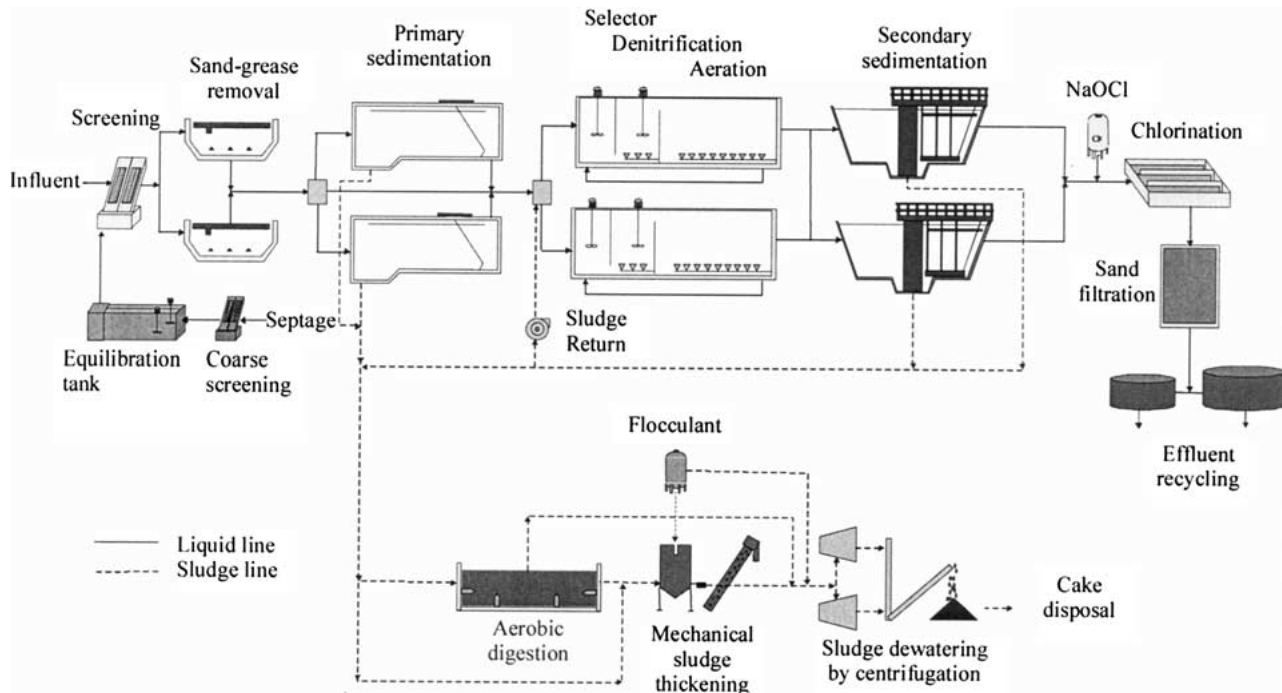 Selector
Denitrification
Aeration
Primary
sedimentation
Secondary
sedimentation
Sand-grease
removal
NaOCl
Screening
Chlorination
Influent
Sand
filtration
Septage
Sludge
Return
Equilibration
tank
Coarse
screening
Flocculant
Effluent
recycling
Liquid line
Sludge line
Aerobic
digestion
Mechanical
sludge
thickening
Sludge dewatering
by centrifugation
Cake
disposal